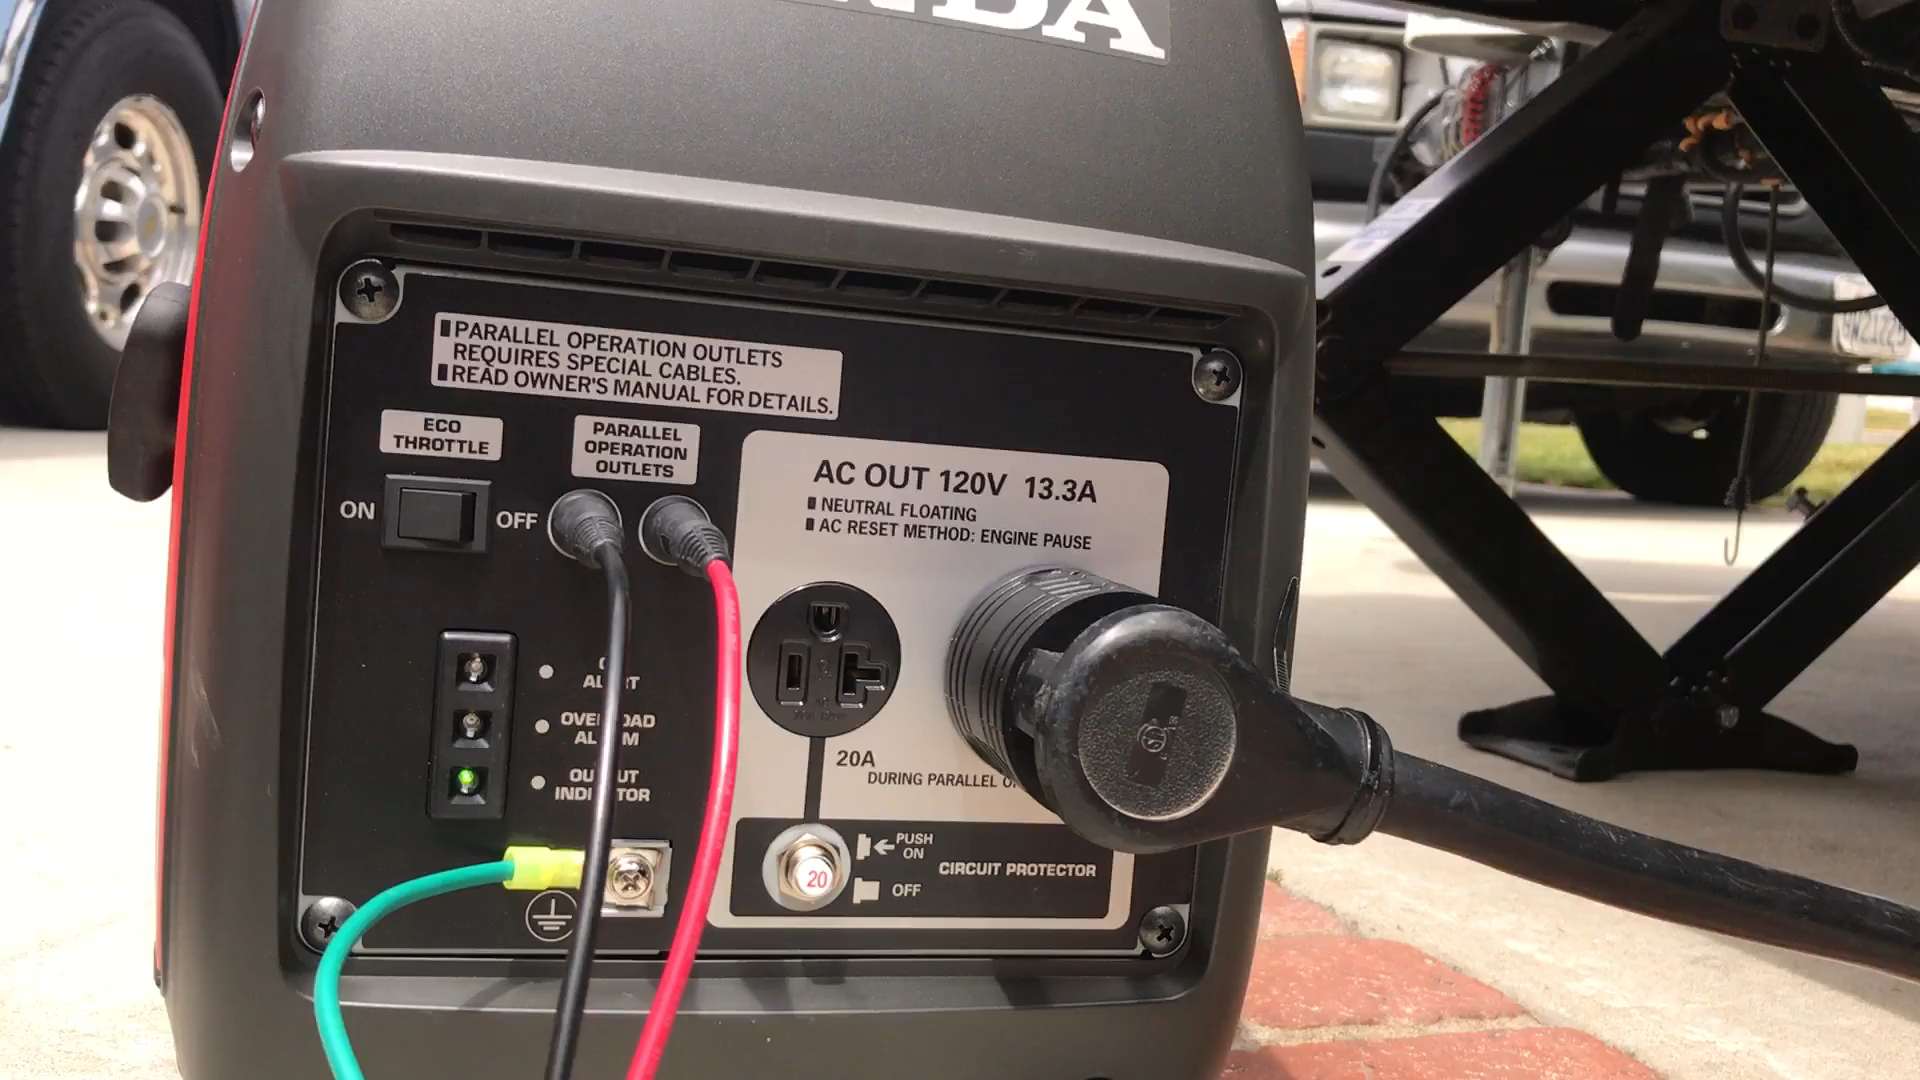 NDA
▮PARALLEL OPERATION OUTLETS
REQUIRES SPECIAL CABLES.
▮READ OWNER'S MANUAL FOR DETAILS.
ECO
THROTTLE
ON
OFF
PARALLEL
OPERATION
OUTLETS
AC OUT 120V 13.3A
▮NEUTRAL FLOATING
▮AC RESET METHOD: ENGINE PAUSE
OVERLOAD
OUTPUT
20A
DURING PARALLEL
PUSH
ON
OFF
CIRCUIT PROTECTOR
20